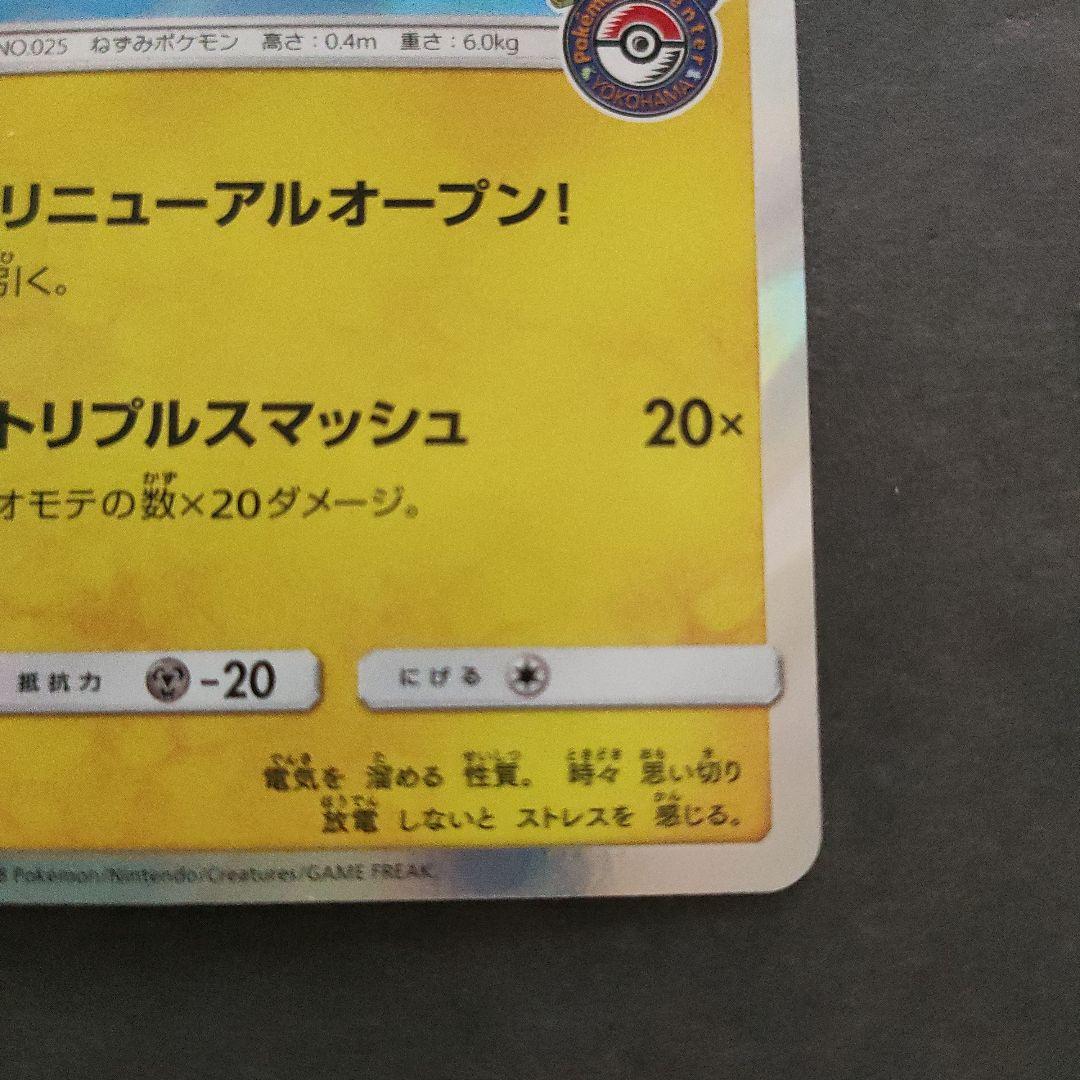 NO.025 ねずみポケモン 高さ:0.4m 重さ:6.0kg
YOKOHAMA
リニューアルオープン!
引く。
トリプルスマッシュ 20×
オモテの数×20ダメージ。
抵抗力 -20 にげる
電気を 溜める 性質。 時々 思い切り
放電 しないと ストレスを 感じる。
8 Pokémon/Nintendo/Creatures/GAME FREAK.